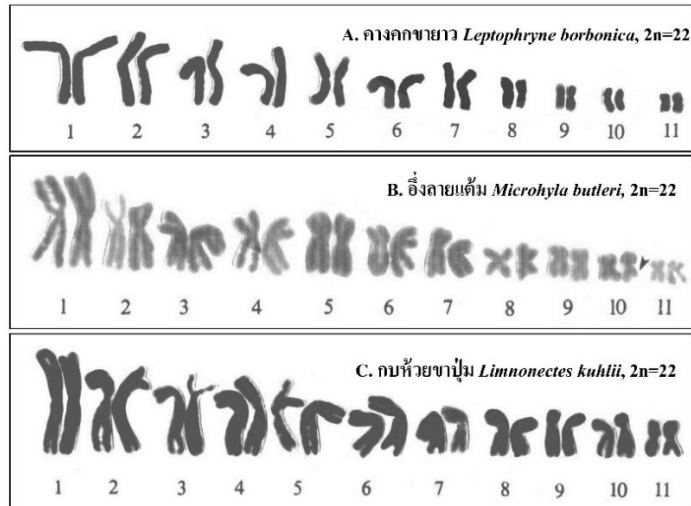 A. คางคกขายาว Leptophryne borbonica, 2n=22
1 2 3 4 5 6 7 8 9 10 11
B. อึ่งลายแต้ม Microhyla butleri, 2n=22
1 2 3 4 5 6 7 8 9 10 11
C. กบห้วยขาปุ่ม Limnonectes kuhlii, 2n=22
1 2 3 4 5 6 7 8 9 10 11